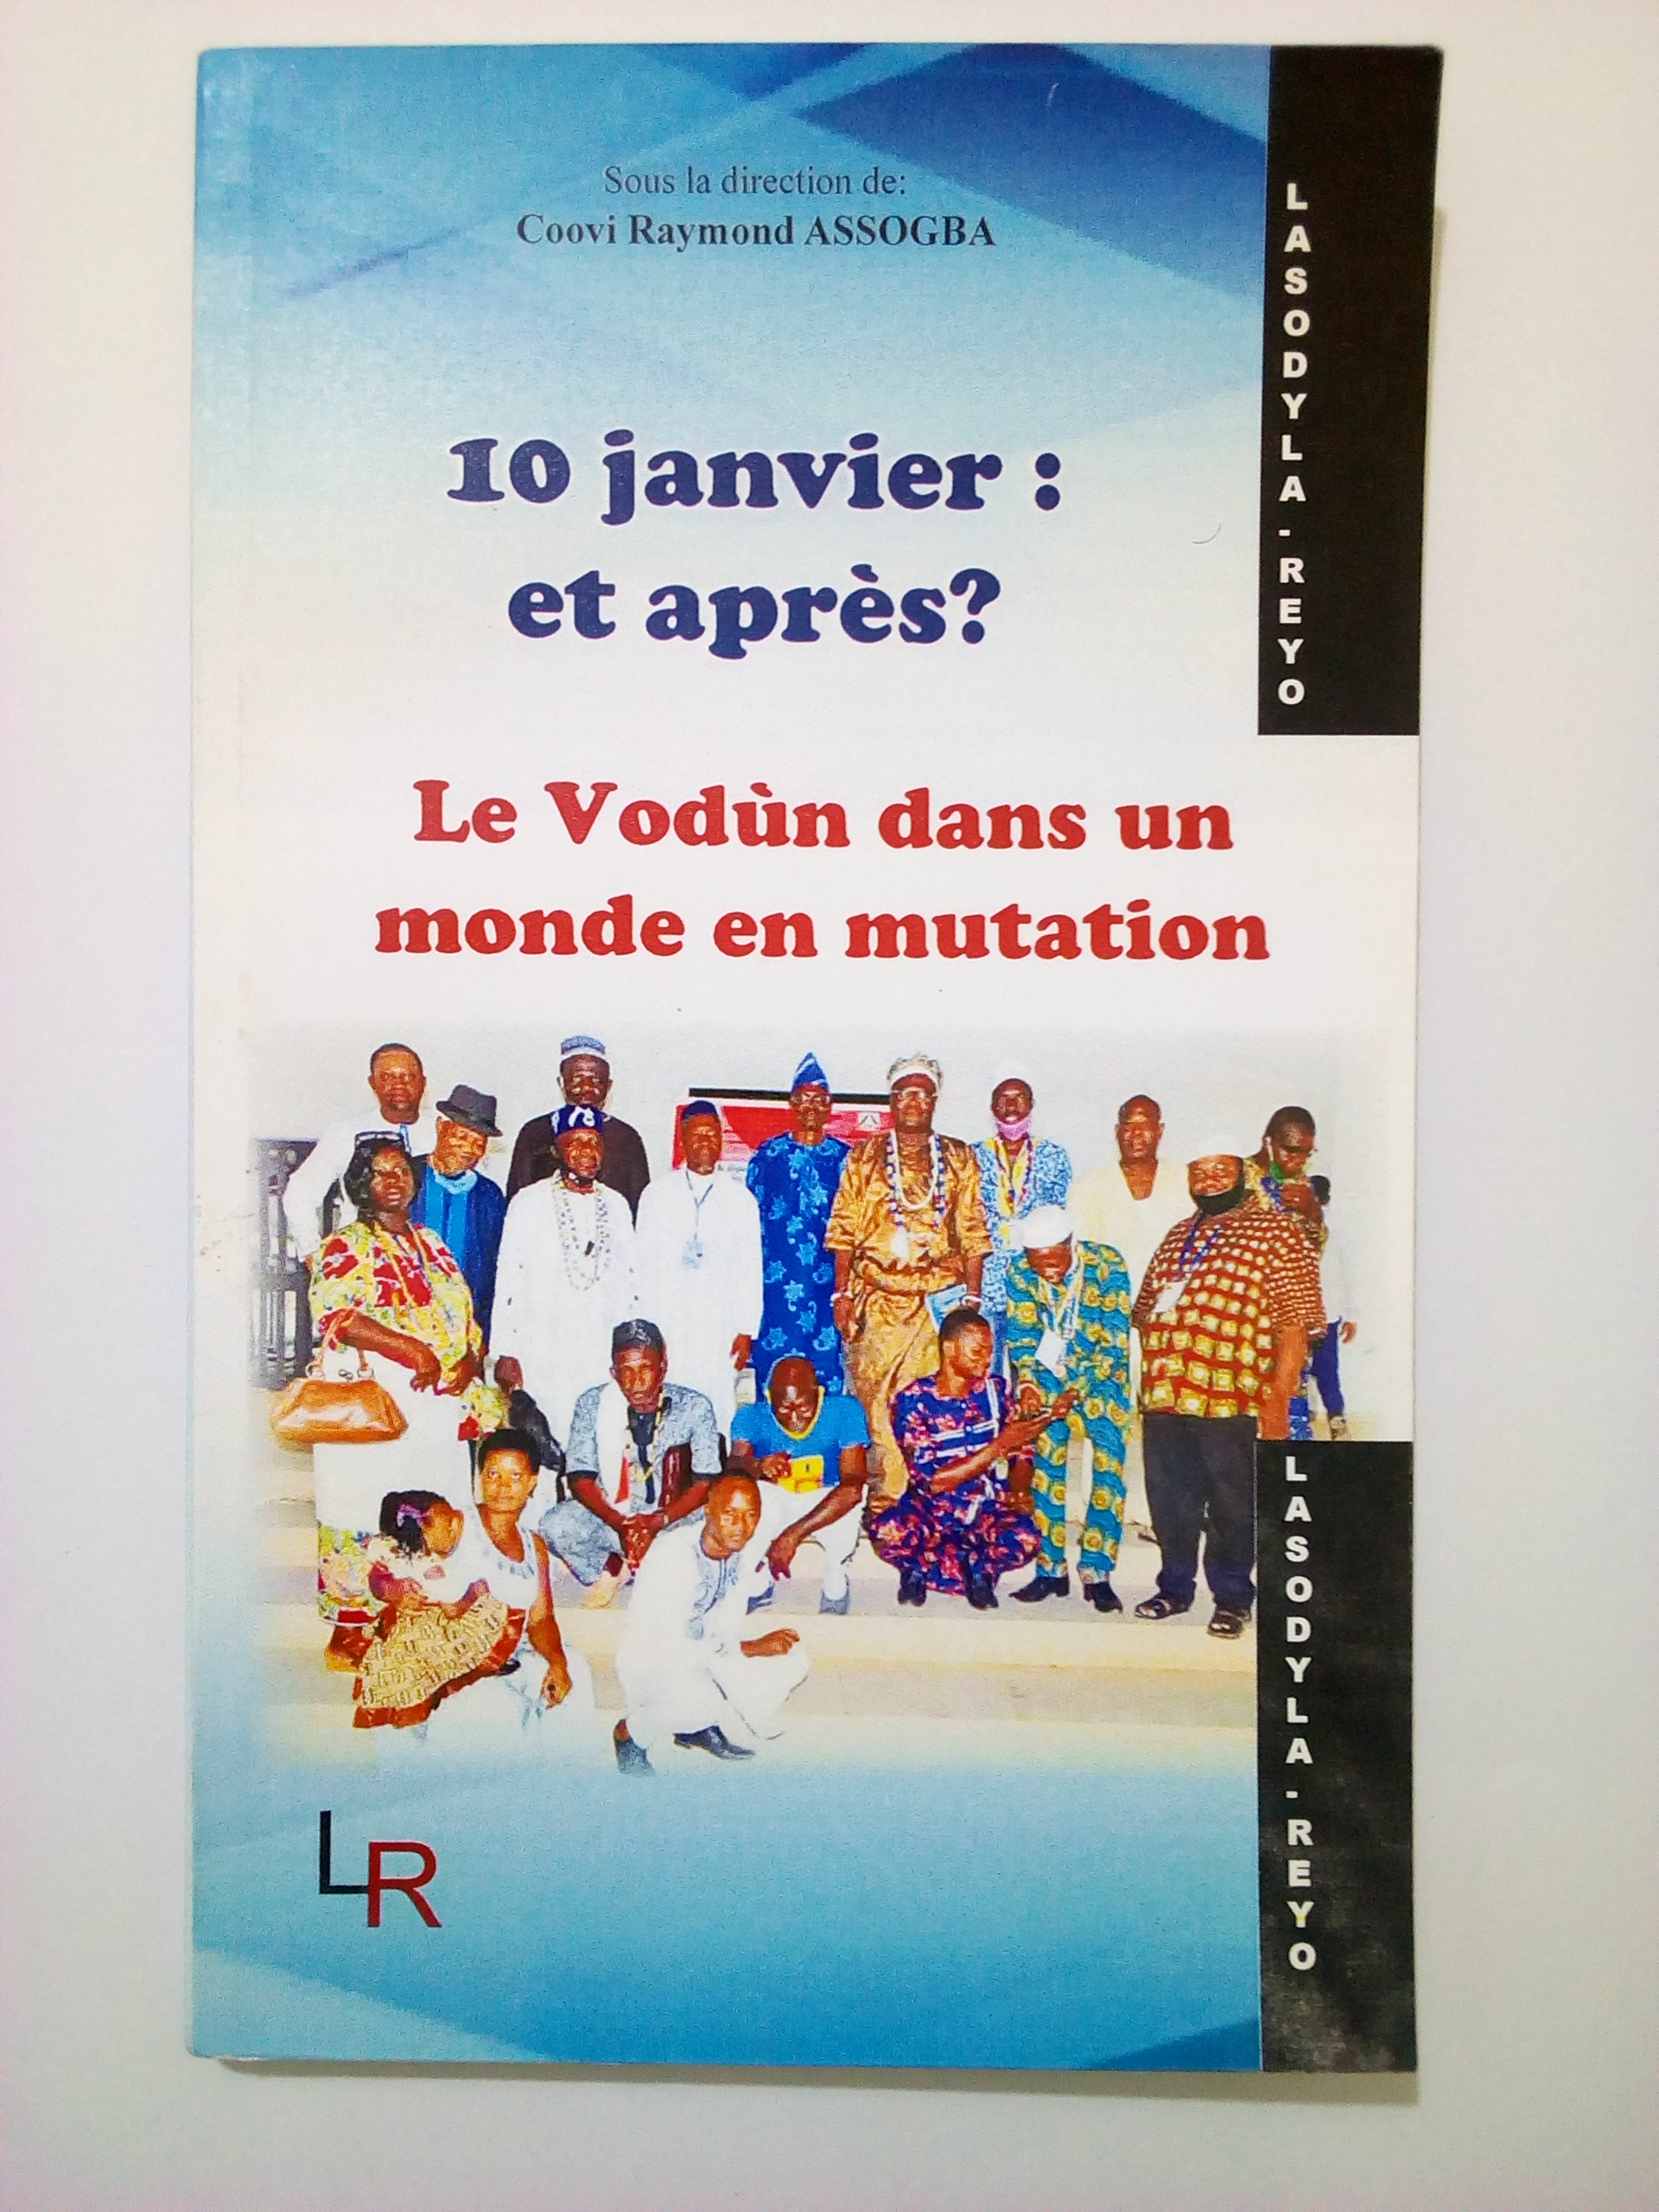 Sous la direction de:
Coovi Raymond ASSOGBA
10 janvier :
et après?
Le Vodùn dans un
monde en mutation
LR
LASODYLA-REYO
LASODYLA-REYO